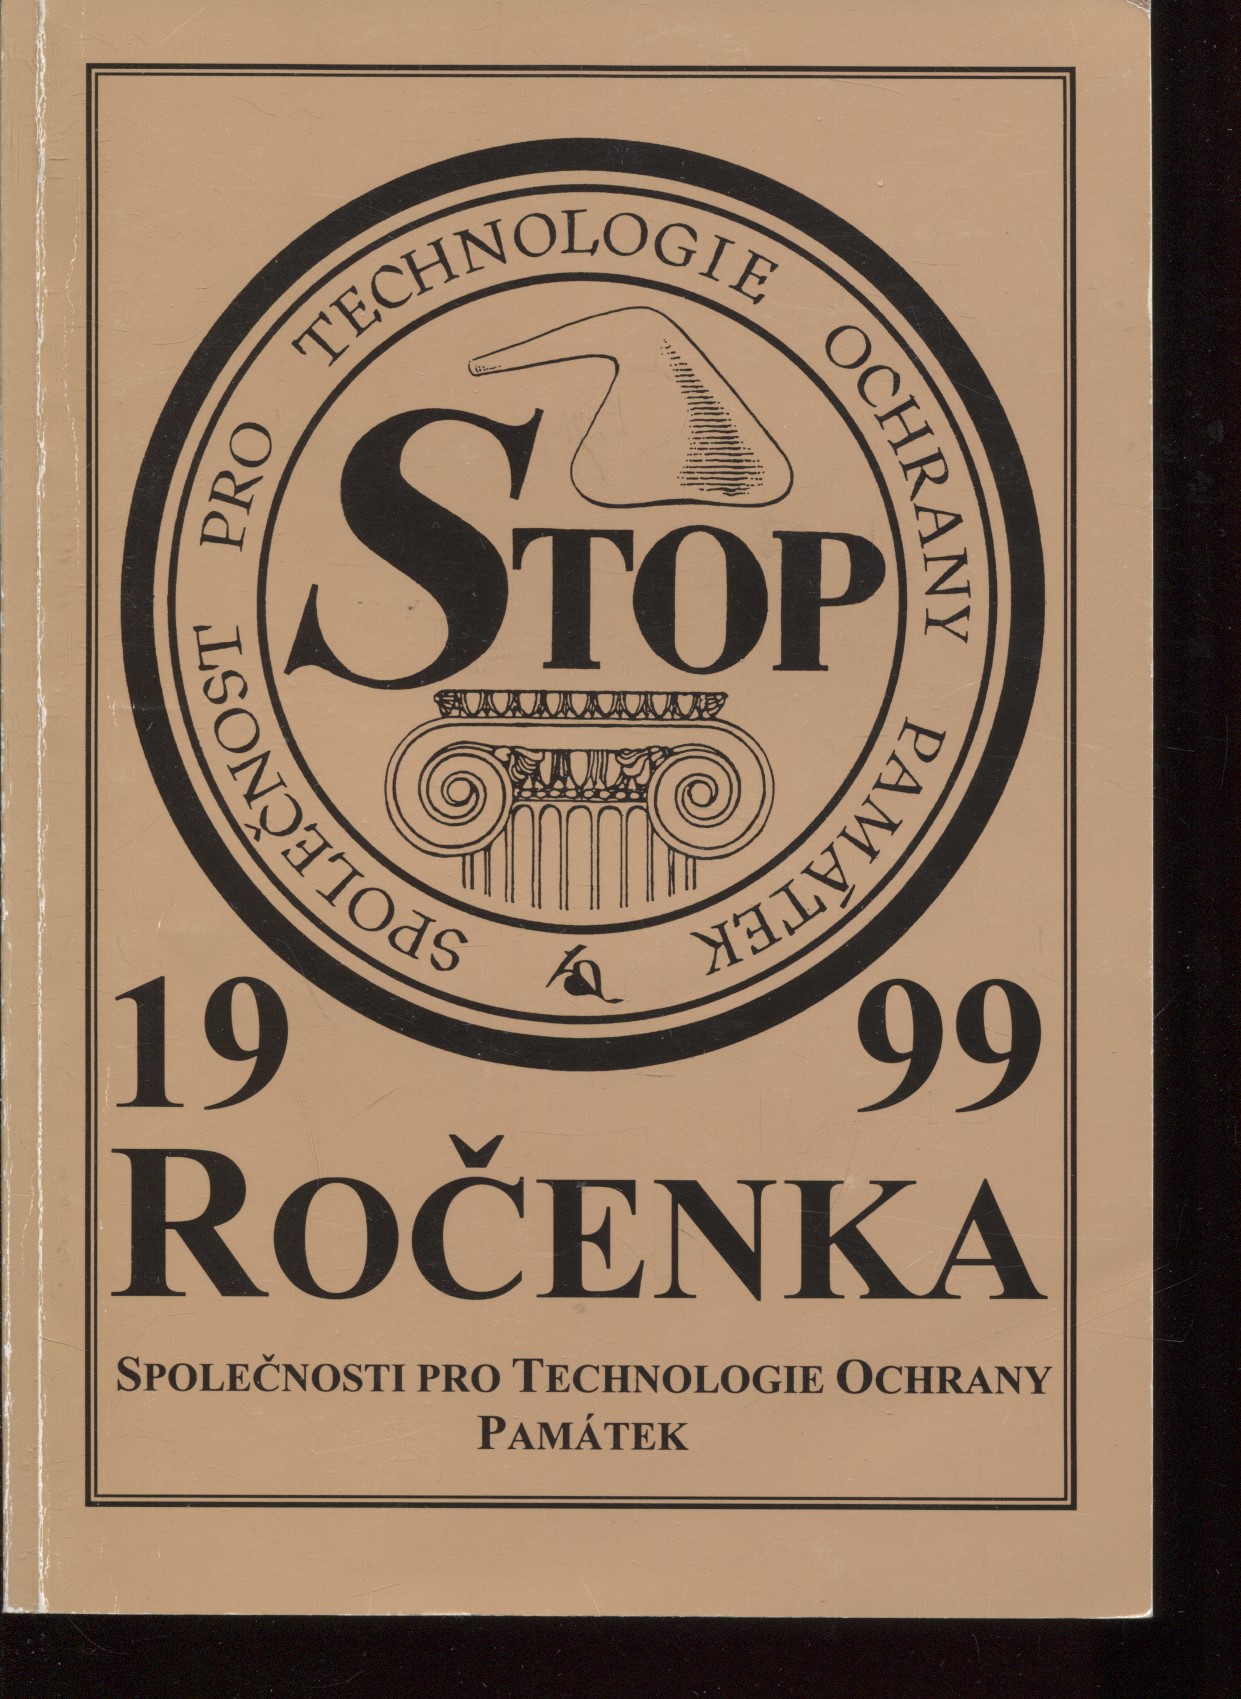 SPOLEČNOST PRO TECHNOLOGIE OCHRANY PAMÁTEK
STOP
19 99
ROČENKA
SPOLEČNOSTI PRO TECHNOLOGIE OCHRANY
PAMÁTEK